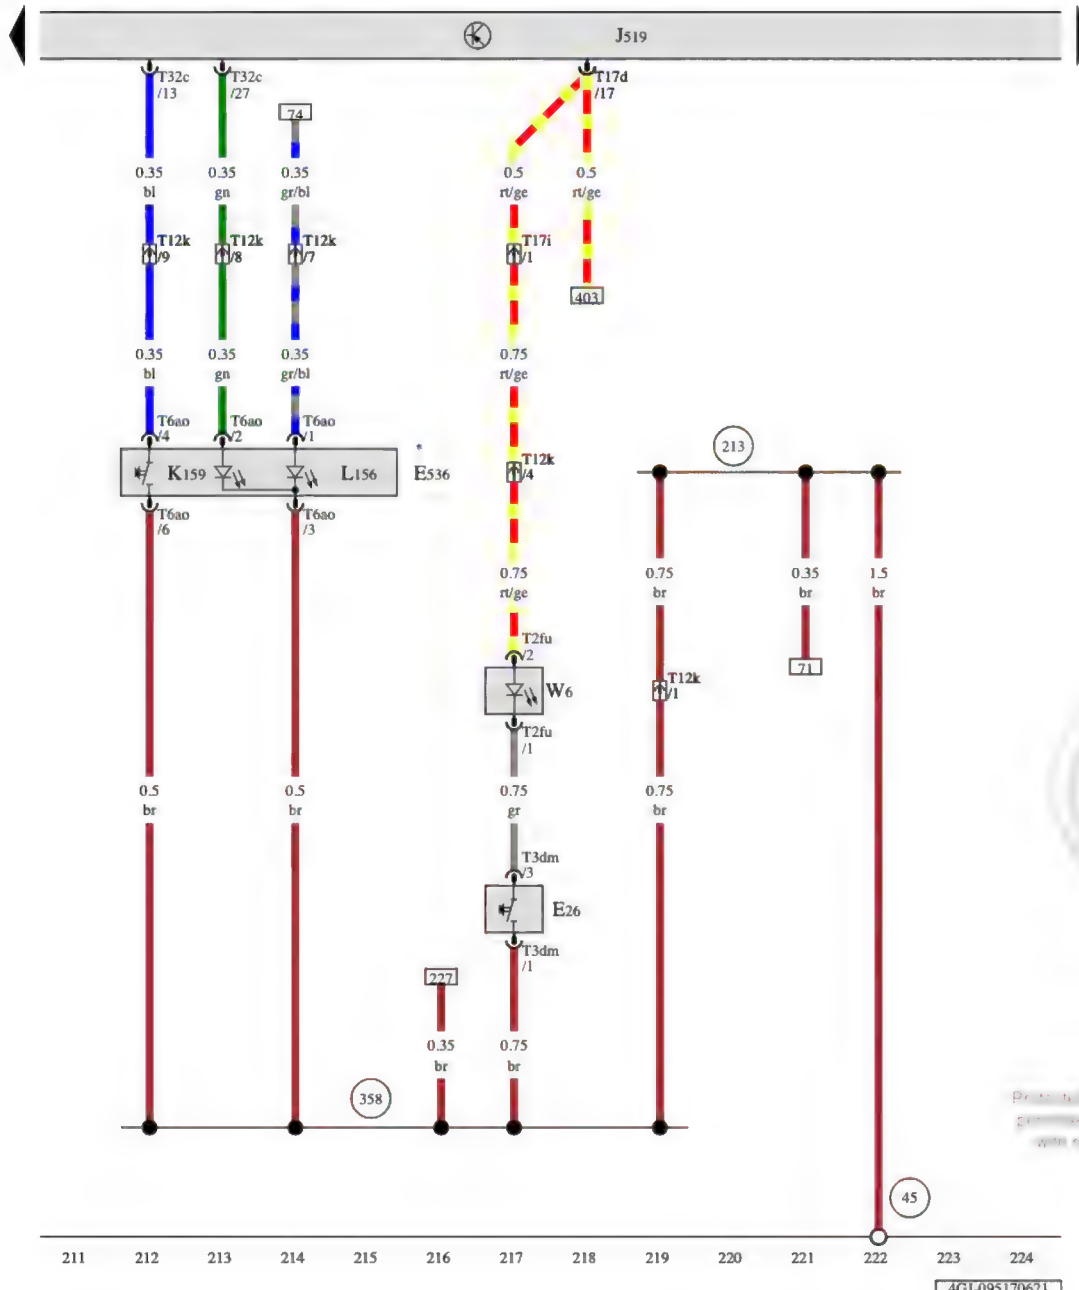 J519
T32c T32c T17d
/13 /27 /17
74
0.35 0.35 0.35 0.5 0.5
bl gn gr/bl rt/ge rt/ge
T12k T12k T12k T17i
/9 /8 /7 /1
403
0.35 0.35 0.35 0.75
bl gn gr/bl rt/ge
T6ao T6ao T6ao
/4 /2 /1
213
*
K159 L156 E536
T12k
/4
T6ao T6ao
/6 /3
0.75 0.75 0.35 1.5
rt/ge br br br
T2fu
/2
71
W6
T12k
/1
T2fu
/1
0.5 0.5 0.75 0.75
br br gr br
T3dm
/3
E26
T3dm
/1
227
0.35 0.75
br br
358
45
211 212 213 214 215 216 217 218 219 220 221 222 223 224
4G1-095170621